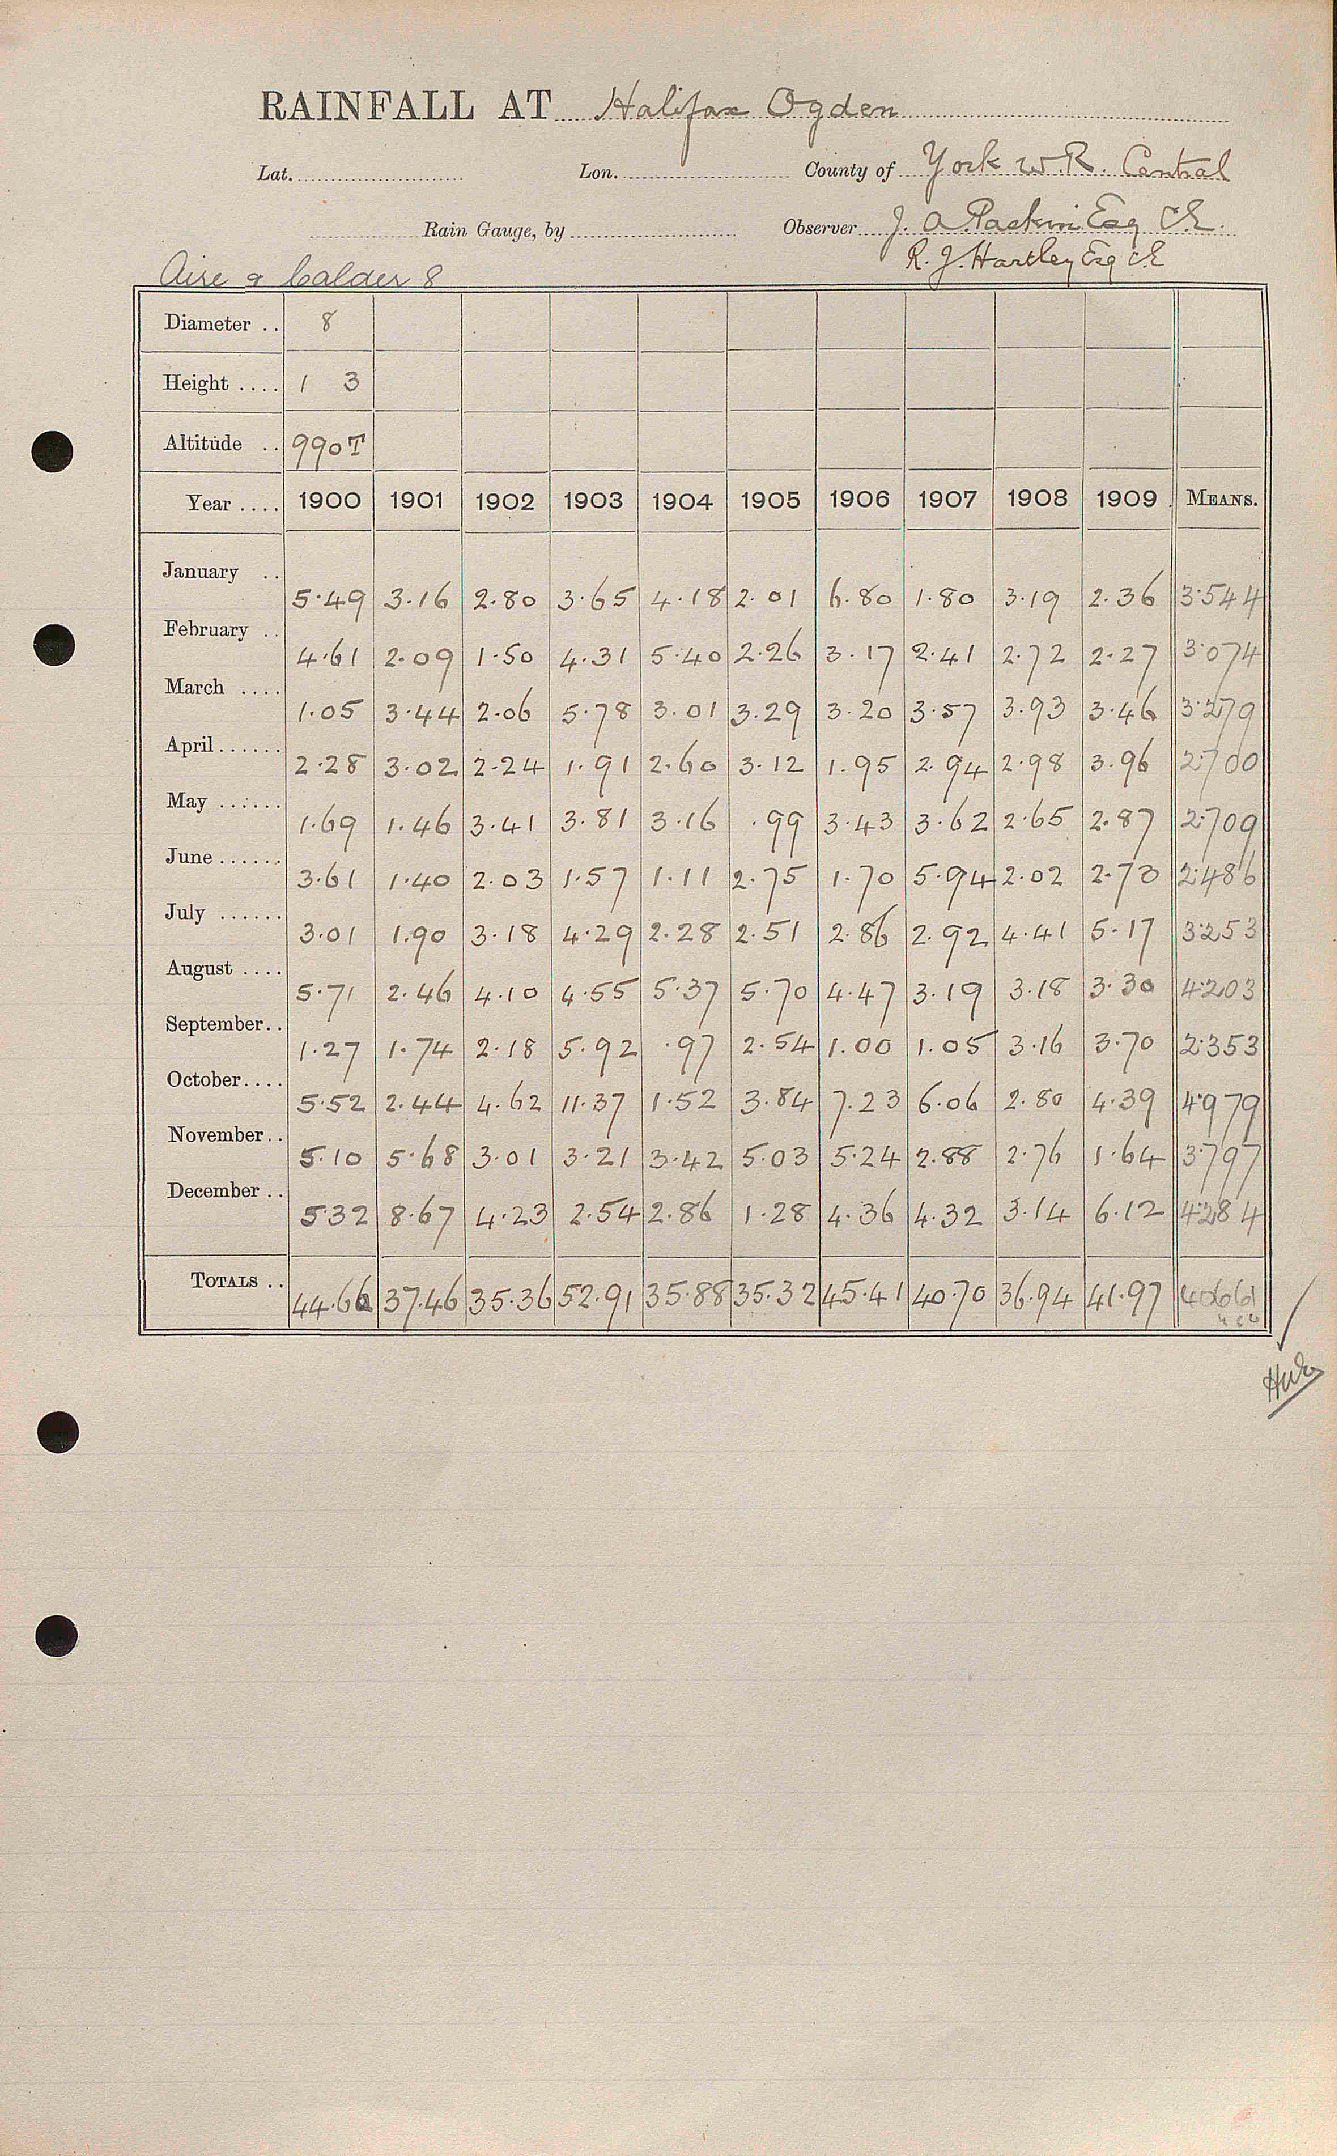 RAINFALL AT Halifax Ogden
Lat. Lon. County of York W.R. Central
Rain Gauge, by Observer J. A. Paskin Esq C.E.
R. J. Hartley Esq CE
Aire & Calder 8
Diameter .. 8
Height .... 1 3
Altitude .. 990T
Year .... 1900 1901 1902 1903 1904 1905 1906 1907 1908 1909 MEANS.
January .. 5.49 3.16 2.80 3.65 4.18 2.01 6.80 1.80 3.19 2.36 3.544
February .. 4.61 2.09 1.50 4.31 5.40 2.26 3.17 2.41 2.72 2.27 3.074
March .... 1.05 3.44 2.06 5.78 3.01 3.29 3.20 3.57 3.93 3.46 3.279
April ...... 2.28 3.02 2.24 1.91 2.60 3.12 1.95 2.94 2.98 3.96 2.700
May ...... 1.69 1.46 3.41 3.81 3.16 .99 3.43 3.62 2.65 2.87 2.709
June ...... 3.61 1.40 2.03 1.57 1.11 2.75 1.70 5.94 2.02 2.73 2.486
July ...... 3.01 1.90 3.18 4.29 2.28 2.51 2.86 2.92 4.41 5.17 3.253
August .... 5.71 2.46 4.10 4.55 5.37 5.70 4.47 3.19 3.18 3.30 4.203
September.. 1.27 1.74 2.18 5.92 .97 2.54 1.00 1.05 3.16 3.70 2.353
October.... 5.52 2.44 4.62 11.37 1.52 3.84 7.23 6.06 2.80 4.39 4.979
November.. 5.10 5.68 3.01 3.21 3.42 5.03 5.24 2.88 2.76 1.64 3.797
December .. 5.32 8.67 4.23 2.54 2.86 1.28 4.36 4.32 3.14 6.12 4.284
TOTALS .. 44.66 37.46 35.36 52.91 35.88 35.32 45.41 40.70 36.94 41.97 40661